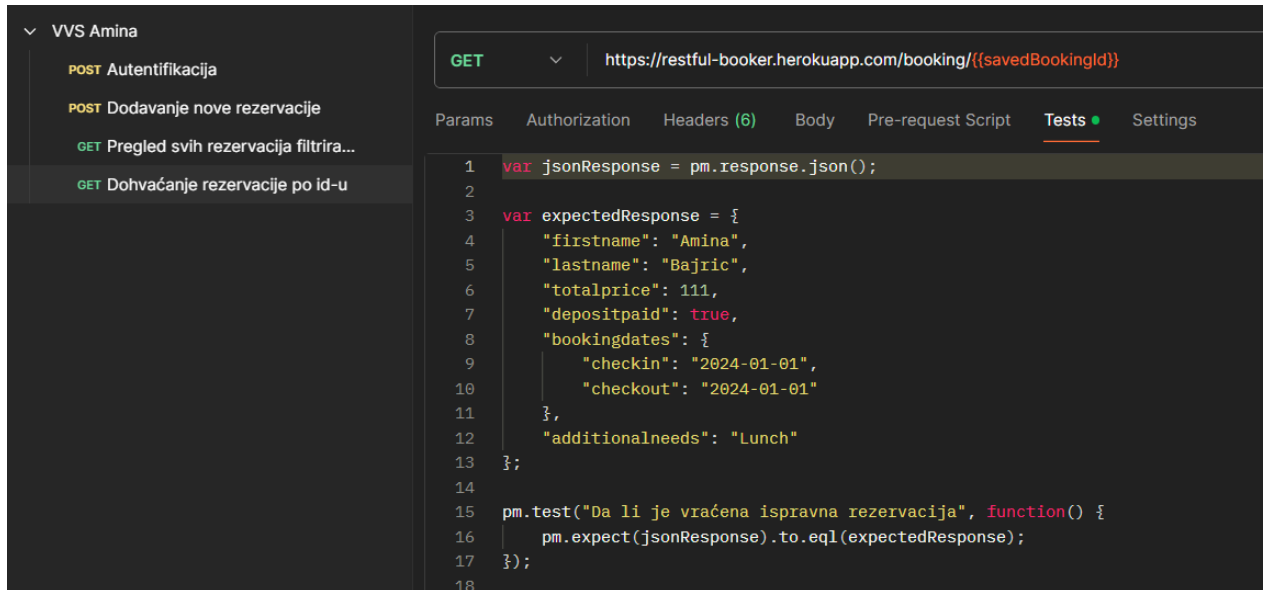 VVS Amina
POST Autentifikacija
POST Dodavanje nove rezervacije
GET Pregled svih rezervacija filtrira...
GET Dohvaćanje rezervacije po id-u
GET https://restful-booker.herokuapp.com/booking/{{savedBookingId}}
Params Authorization Headers (6) Body Pre-request Script Tests Settings
1 var jsonResponse = pm.response.json();
2
3 var expectedResponse = {
4 "firstname": "Amina",
5 "lastname": "Bajric",
6 "totalprice": 111,
7 "depositpaid": true,
8 "bookingdates": {
9 "checkin": "2024-01-01",
10 "checkout": "2024-01-01"
11 },
12 "additionalneeds": "Lunch"
13 };
14
15 pm.test("Da li je vraćena ispravna rezervacija", function() {
16 pm.expect(jsonResponse).to.eql(expectedResponse);
17 });
18